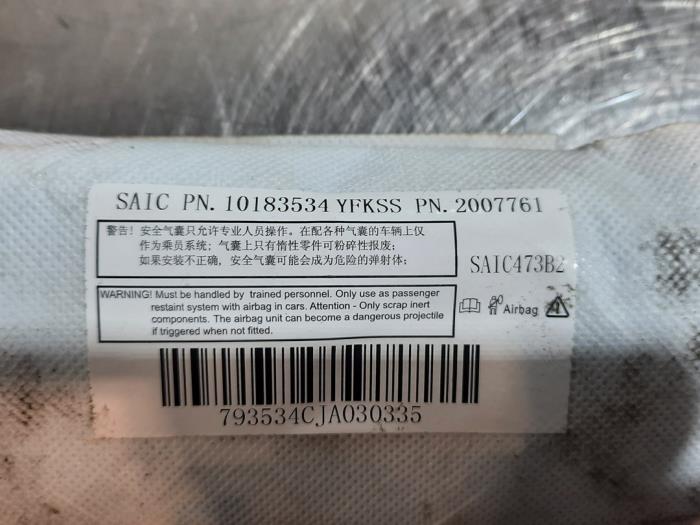 SAIC PN. 10183534 YFKSS PN. 2007761
警告! 安全气囊只允许专业人员操作。在配各种气囊的车辆上仅
作为乘员系统; 气囊上只有惰性零件可粉碎性报废;
如果安装不正确, 安全气囊可能会成为危险的弹射体;
SAIC473B2
WARNING! Must be handled by trained personnel. Only use as passenger
restaint system with airbag in cars. Attention - Only scrap inert
components. The airbag unit can become a dangerous projectile
if triggered when not fitted.
Airbag
793534CJA030335